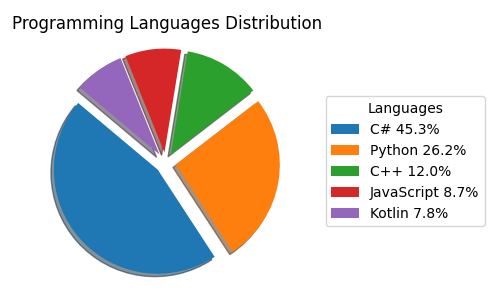 Programming Languages Distribution
Languages
C# 45.3%
Python 26.2%
C++ 12.0%
JavaScript 8.7%
Kotlin 7.8%